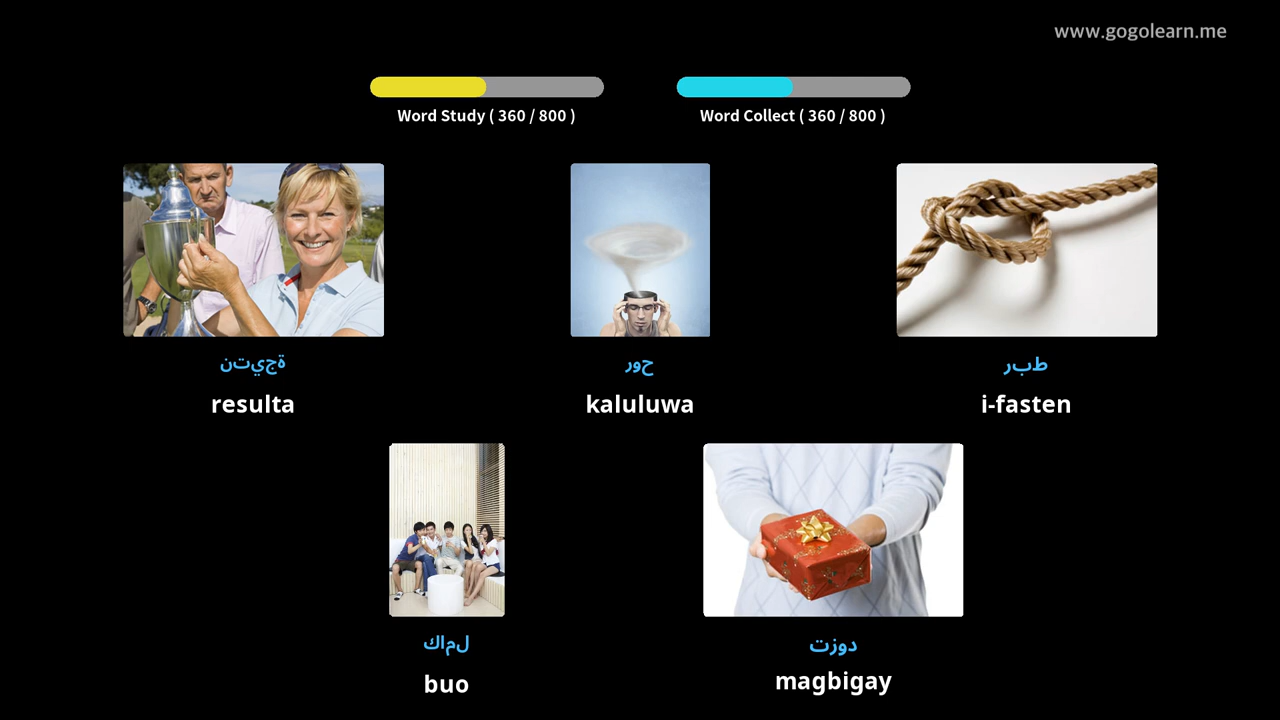 www.gogolearn.me
Word Study ( 360 / 800 )
Word Collect ( 360 / 800 )
ةجيتن
resulta
حور
kaluluwa
طبر
i-fasten
لماك
buo
دوزت
magbigay